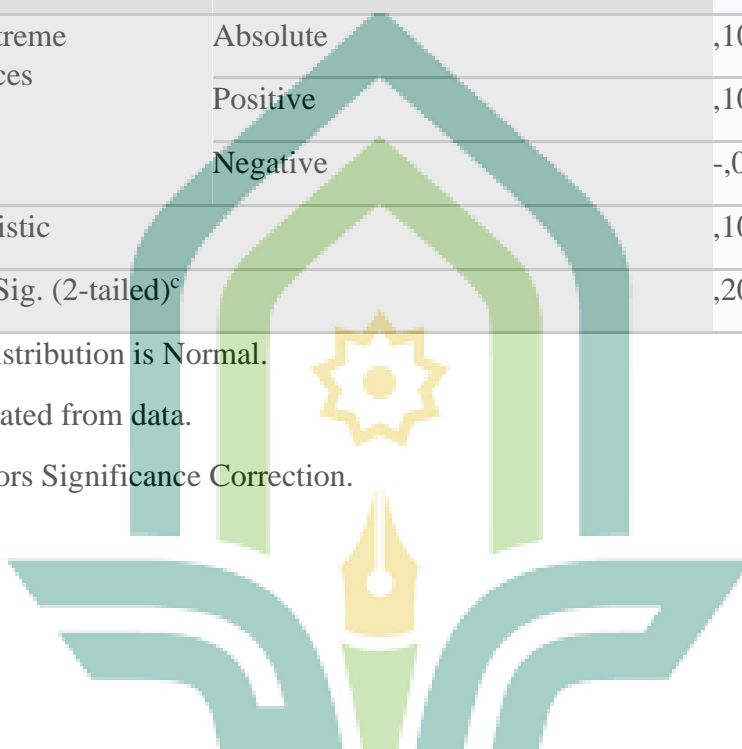 treme Absolute ,10
ces
Positive ,10
Negative -,0
istic ,10
Sig. (2-tailed)c ,20
stribution is Normal.
ated from data.
ors Significance Correction.